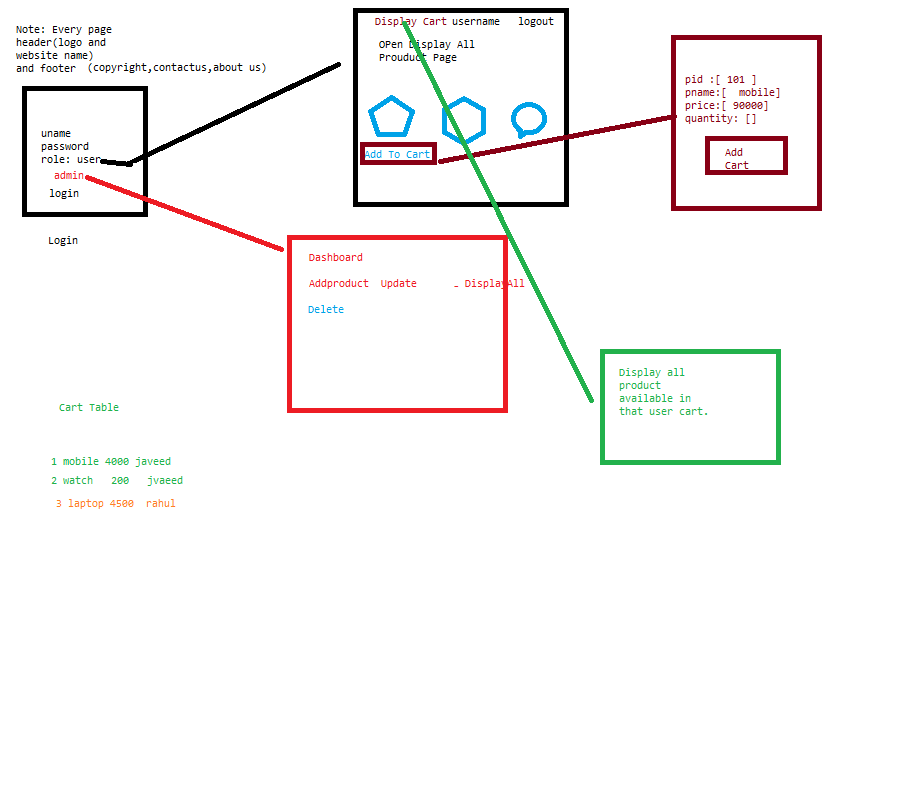 Note: Every page
header(logo and
website name)
and footer (copyright,contactus,about us)
uname
password
role: user
admin
login
Login
Display Cart username logout
OPen Display All
Prouduct Page
Add To Cart
pid :[ 101 ]
pname:[ mobile]
price:[ 90000]
quantity: []
Add
Cart
Dashboard
Addproduct Update - DisplayAll
Delete
Display all
product
available in
that user cart.
Cart Table
1 mobile 4000 javeed
2 watch 200 jvaeed
3 laptop 4500 rahul